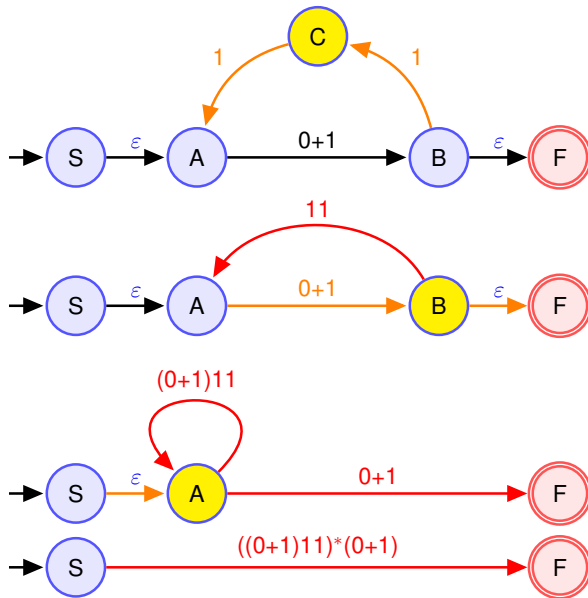 C
1 1
ε 0+1 ε
S A B F
11
ε 0+1 ε
S A B F
(0+1)11
ε 0+1
S A F
((0+1)11)*(0+1)
S F